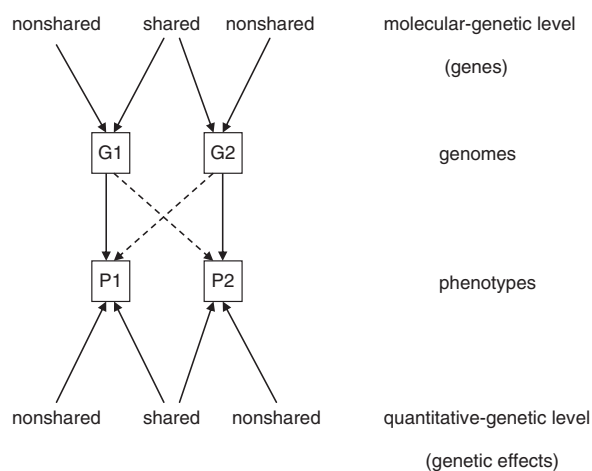 nonshared shared nonshared molecular-genetic level
(genes)
G1 G2 genomes
P1 P2 phenotypes
nonshared shared nonshared quantitative-genetic level
(genetic effects)